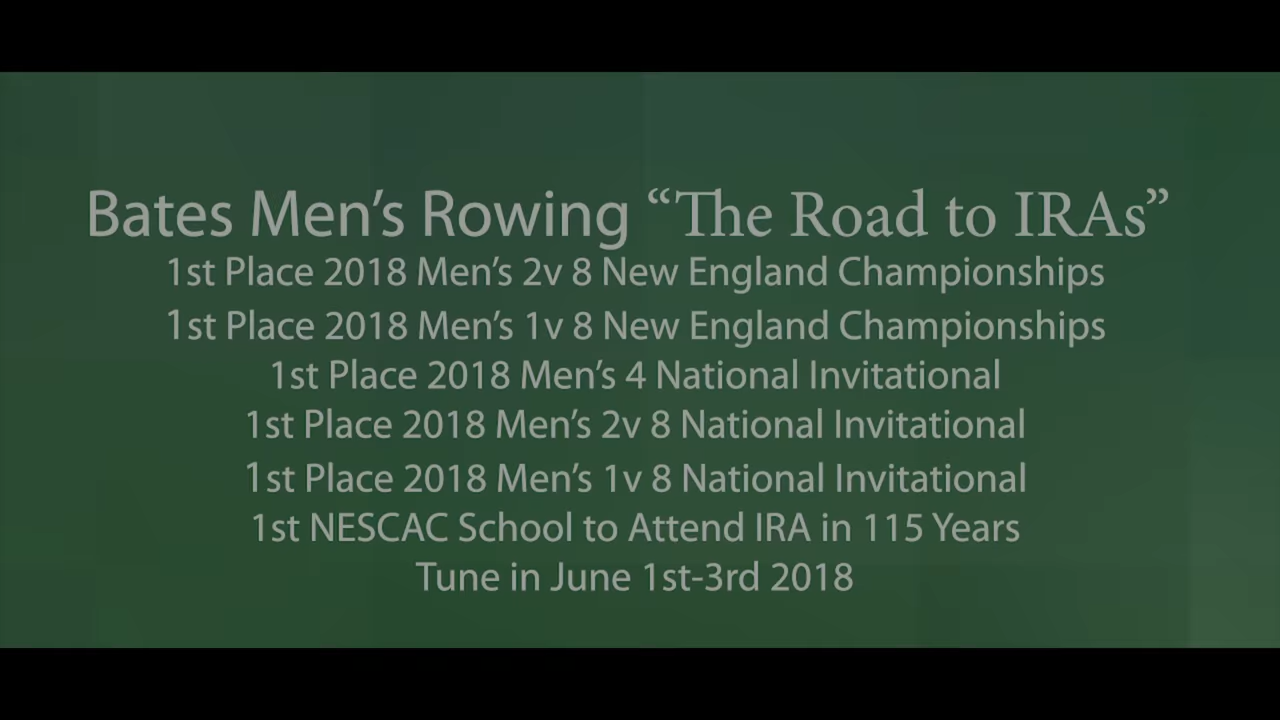 Bates Men’s Rowing “The Road to IRAs”
1st Place 2018 Men’s 2v 8 New England Championships
1st Place 2018 Men’s 1v 8 New England Championships
1st Place 2018 Men’s 4 National Invitational
1st Place 2018 Men’s 2v 8 National Invitational
1st Place 2018 Men’s 1v 8 National Invitational
1st NESCAC School to Attend IRA in 115 Years
Tune in June 1st-3rd 2018